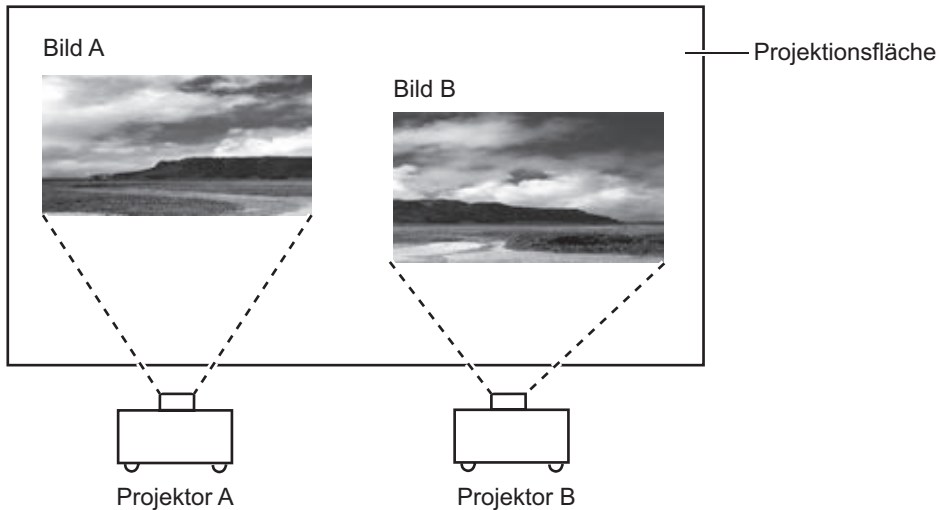 Bild A
Projektionsfläche
Bild B
Projektor A
Projektor B